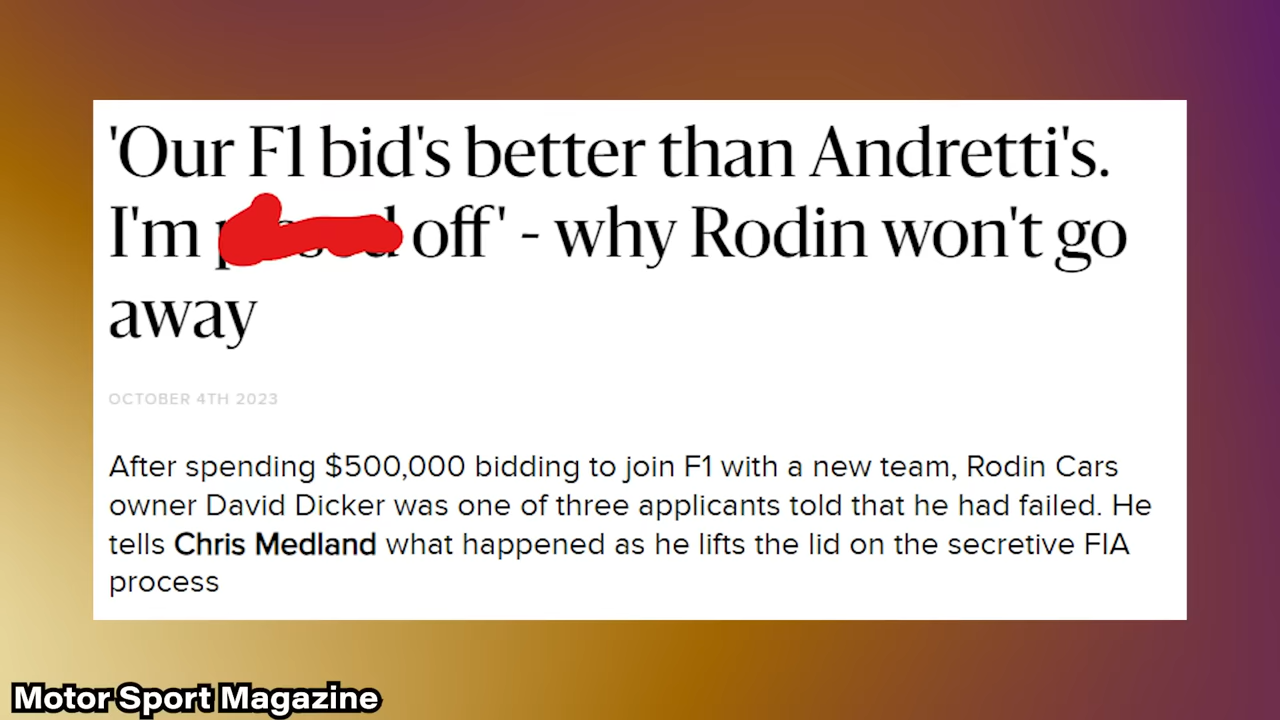 'Our F1 bid's better than Andretti's.
I'm off' - why Rodin won't go
away
OCTOBER 4TH 2023
After spending $500,000 bidding to join F1 with a new team, Rodin Cars
owner David Dicker was one of three applicants told that he had failed. He
tells Chris Medland what happened as he lifts the lid on the secretive FIA
process
Motor Sport Magazine